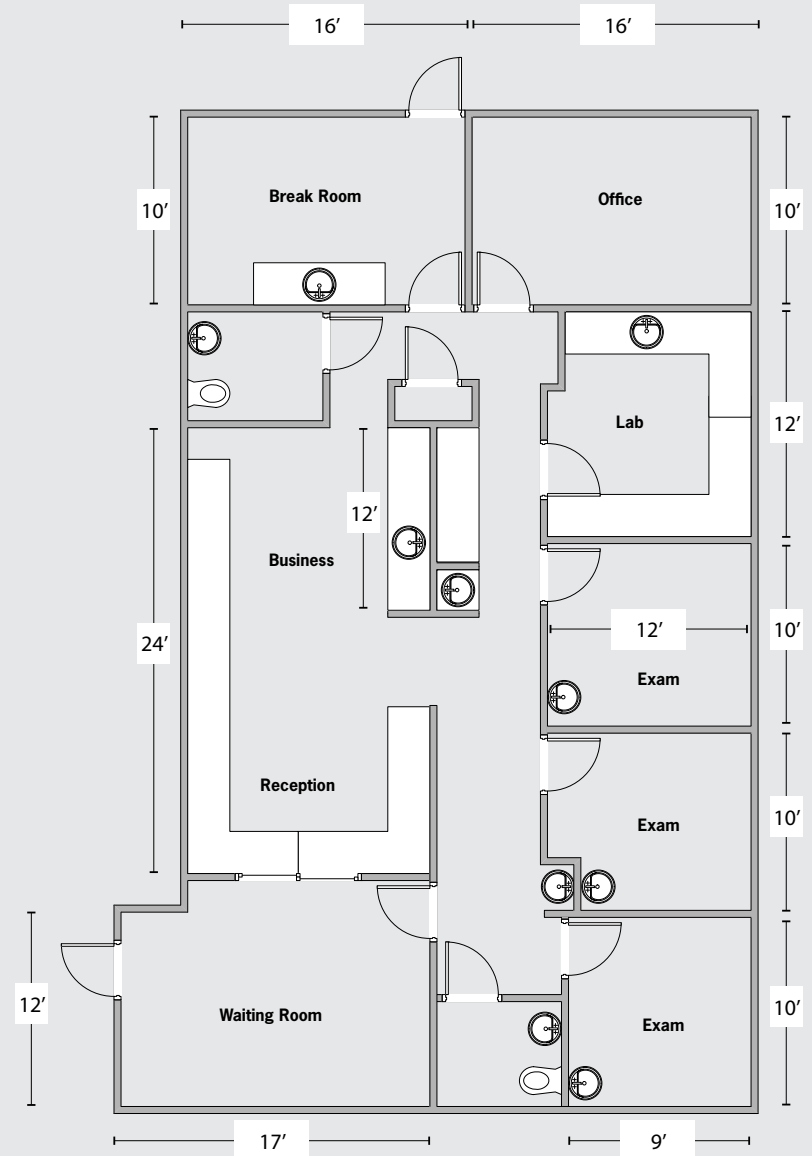 16’
16’
Break Room
Office
10’
10’
Lab
12’
12’
Business
24’
12’
10’
Exam
Reception
Exam
10’
12’
Waiting Room
Exam
10’
17’
9’